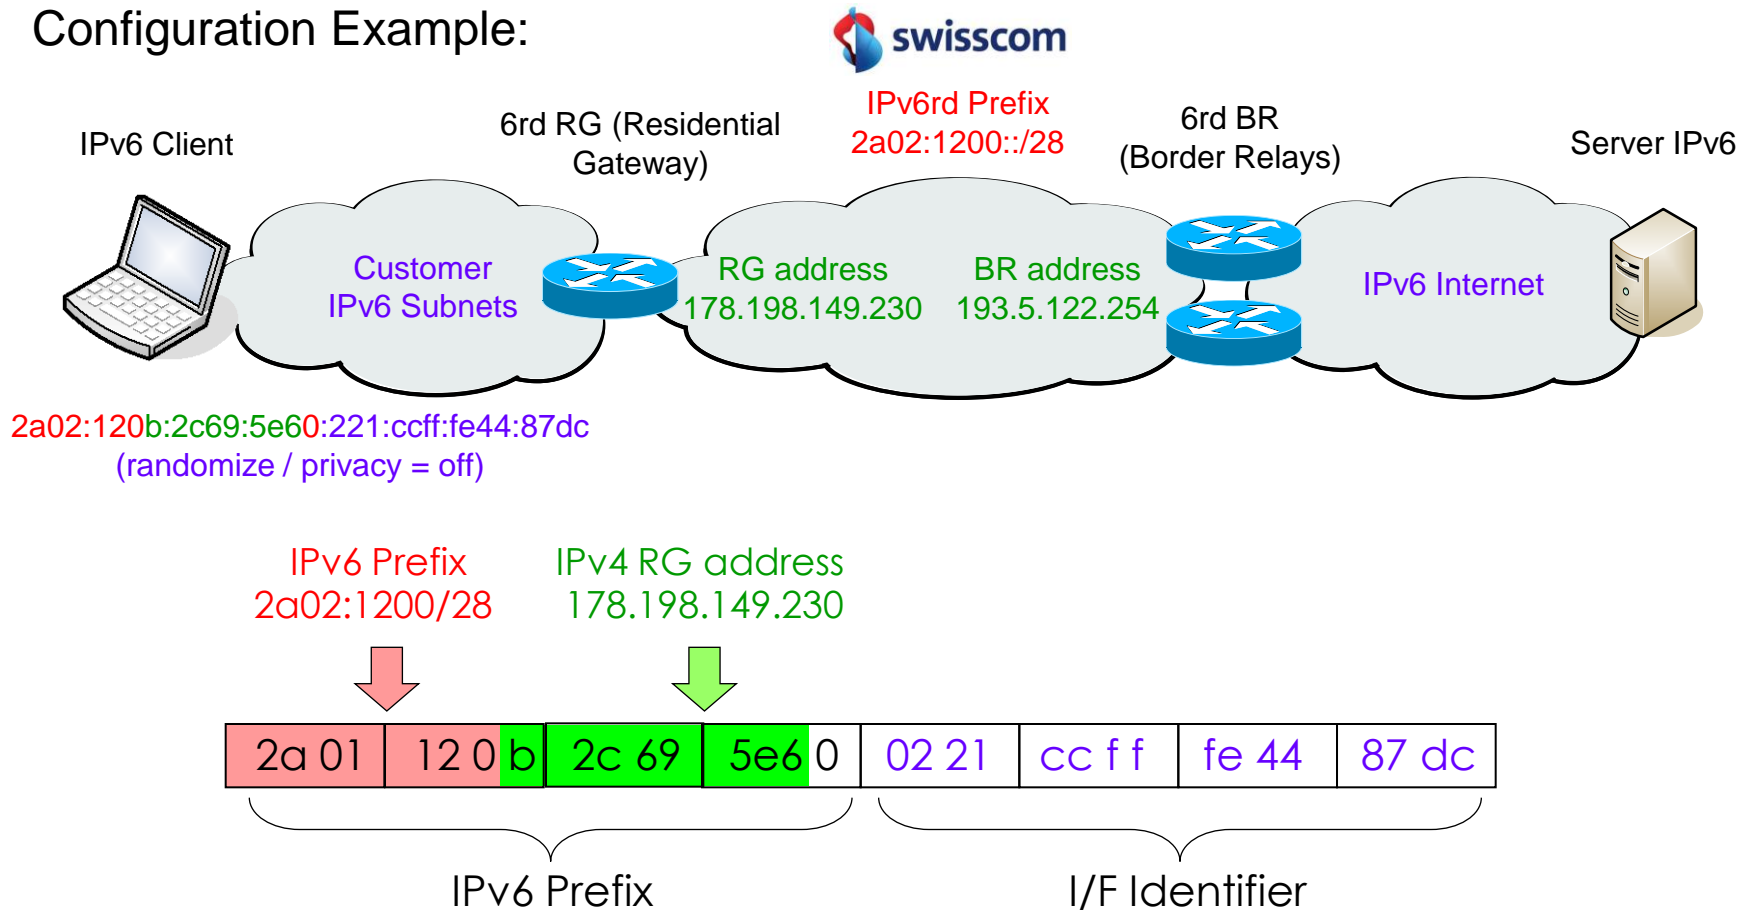 Configuration Example:
swisscom
IPv6rd Prefix
2a02:1200::/28
IPv6 Client
6rd RG (Residential
Gateway)
6rd BR
(Border Relays)
Server IPv6
Customer
IPv6 Subnets
RG address
178.198.149.230
BR address
193.5.122.254
IPv6 Internet
2a02:120b:2c69:5e60:221:ccff:fe44:87dc
(randomize / privacy = off)
IPv6 Prefix
2a02:1200/28
IPv4 RG address
178.198.149.230
2a 01 12 0 b 2c 69 5e6 0 02 21 cc f f fe 44 87 dc
IPv6 Prefix
I/F Identifier